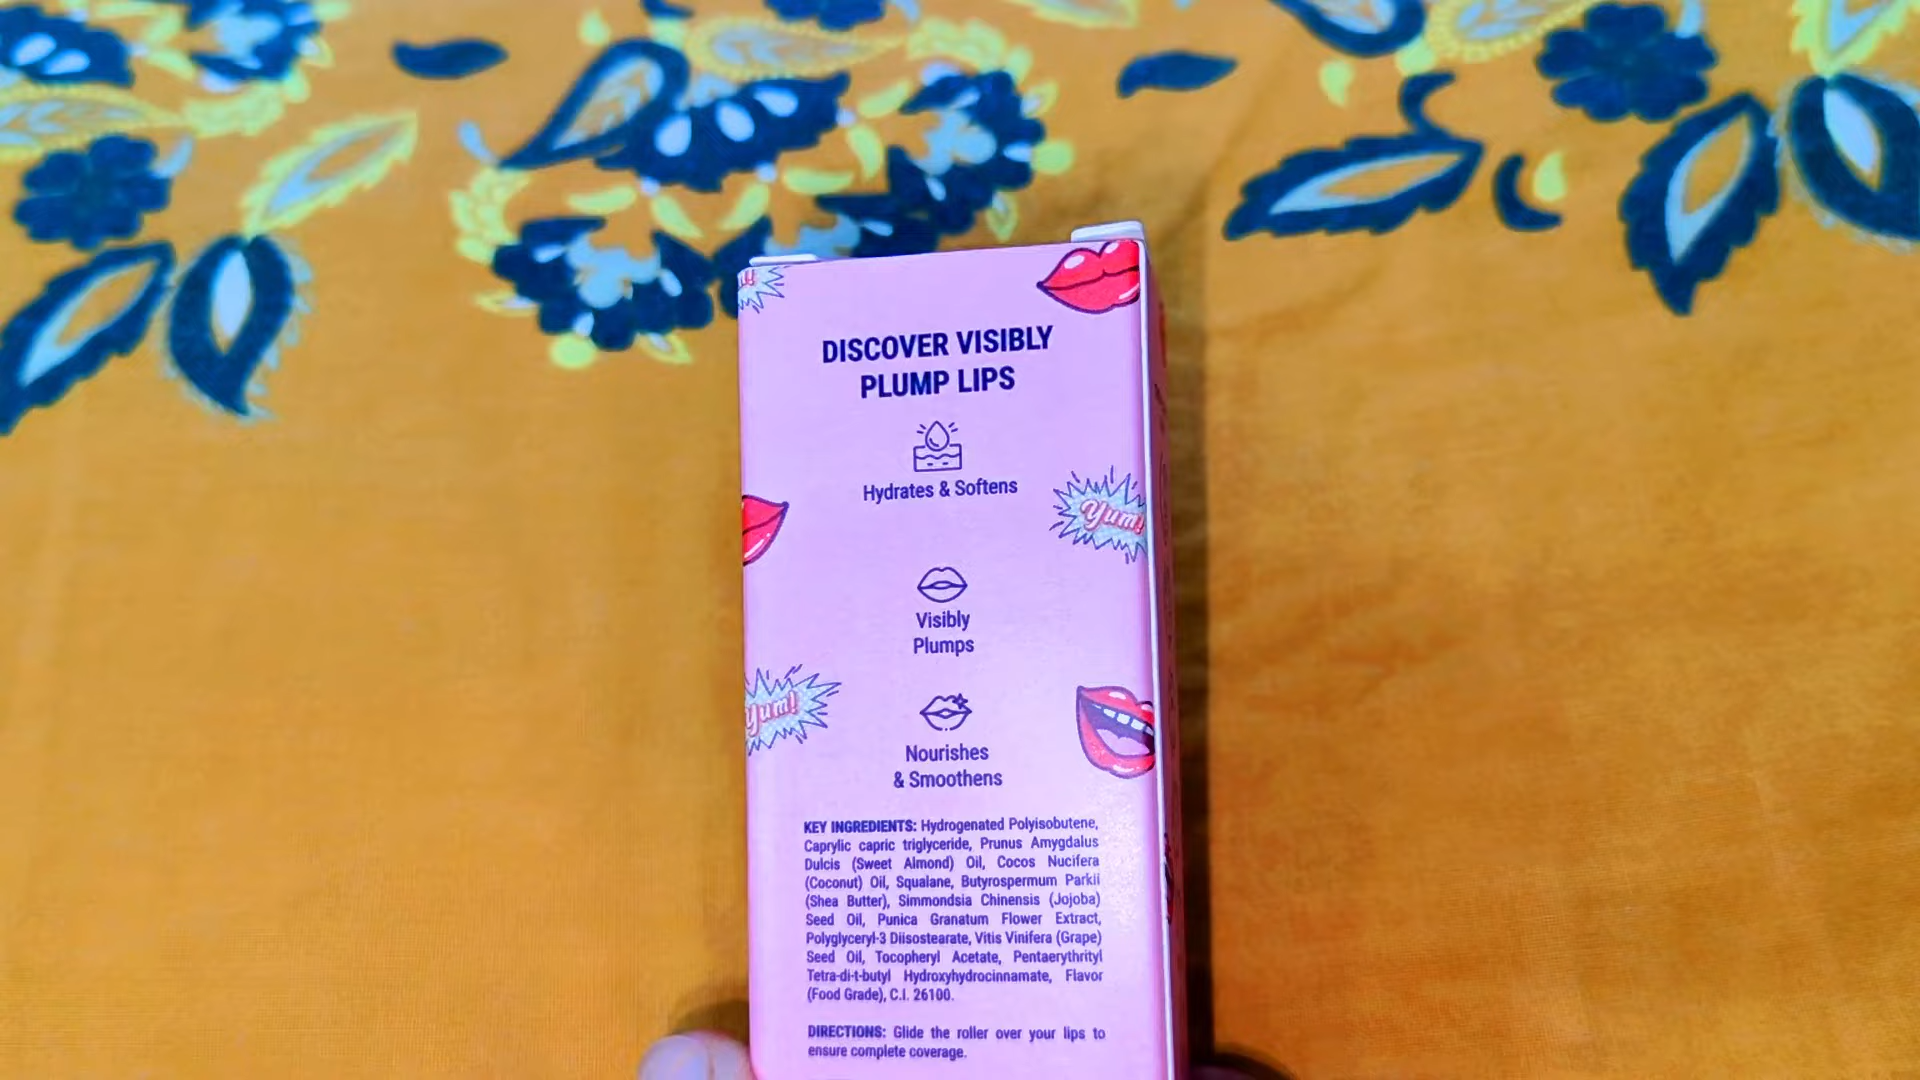 DISCOVER VISIBLY
PLUMP LIPS
Hydrates & Softens
Yum!
Visibly
Plumps
Yum!
Nourishes
& Smoothens
KEY INGREDIENTS: Hydrogenated Polyisobutene,
Caprylic capric triglyceride, Prunus Amygdalus
Dulcis (Sweet Almond) Oil, Cocos Nucifera
(Coconut) Oil, Squalane, Butyrospermum Parkii
(Shea Butter), Simmondsia Chinensis (Jojoba)
Seed Oil, Punica Granatum Flower Extract,
Polyglyceryl-3 Diisostearate, Vitis Vinifera (Grape)
Seed Oil, Tocopheryl Acetate, Pentaerythrityl
Tetra-di-t-butyl Hydroxyhydrocinnamate, Flavor
(Food Grade), C.I. 26100.
DIRECTIONS: Glide the roller over your lips to
ensure complete coverage.